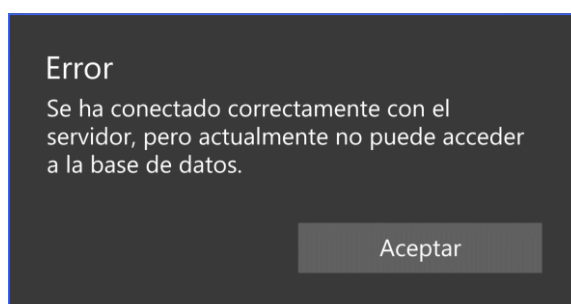 Error
Se ha conectado correctamente con el
servidor, pero actualmente no puede acceder
a la base de datos.
Aceptar